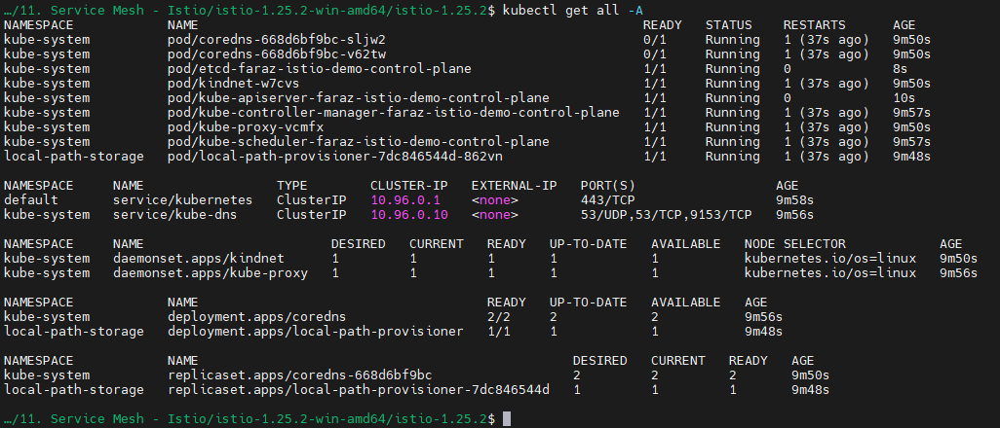 …/11. Service Mesh - Istio/istio-1.25.2-win-amd64/istio-1.25.2$ kubectl get all -A
NAMESPACE NAME READY STATUS RESTARTS AGE
kube-system pod/coredns-668d6bf9bc-sljw2 0/1 Running 1 (37s ago) 9m50s
kube-system pod/coredns-668d6bf9bc-v62tw 0/1 Running 1 (37s ago) 9m50s
kube-system pod/etcd-faraz-istio-demo-control-plane 1/1 Running 0 8s
kube-system pod/kindnet-w7cvs 1/1 Running 1 (37s ago) 9m50s
kube-system pod/kube-apiserver-faraz-istio-demo-control-plane 1/1 Running 0 10s
kube-system pod/kube-controller-manager-faraz-istio-demo-control-plane 1/1 Running 1 (37s ago) 9m57s
kube-system pod/kube-proxy-vcmfx 1/1 Running 1 (37s ago) 9m50s
kube-system pod/kube-scheduler-faraz-istio-demo-control-plane 1/1 Running 1 (37s ago) 9m57s
local-path-storage pod/local-path-provisioner-7dc846544d-862vn 1/1 Running 1 (37s ago) 9m48s
NAMESPACE NAME TYPE CLUSTER-IP EXTERNAL-IP PORT(S) AGE
default service/kubernetes ClusterIP 10.96.0.1 <none> 443/TCP 9m58s
kube-system service/kube-dns ClusterIP 10.96.0.10 <none> 53/UDP,53/TCP,9153/TCP 9m56s
NAMESPACE NAME DESIRED CURRENT READY UP-TO-DATE AVAILABLE NODE SELECTOR AGE
kube-system daemonset.apps/kindnet 1 1 1 1 1 kubernetes.io/os=linux 9m50s
kube-system daemonset.apps/kube-proxy 1 1 1 1 1 kubernetes.io/os=linux 9m56s
NAMESPACE NAME READY UP-TO-DATE AVAILABLE AGE
kube-system deployment.apps/coredns 2/2 2 2 9m56s
local-path-storage deployment.apps/local-path-provisioner 1/1 1 1 9m48s
NAMESPACE NAME DESIRED CURRENT READY AGE
kube-system replicaset.apps/coredns-668d6bf9bc 2 2 2 9m50s
local-path-storage replicaset.apps/local-path-provisioner-7dc846544d 1 1 1 9m48s
…/11. Service Mesh - Istio/istio-1.25.2-win-amd64/istio-1.25.2$